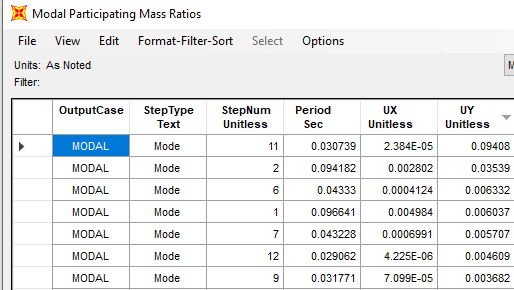 Modal Participating Mass Ratios
File View Edit Format-Filter-Sort Select Options
Units: As Noted
Filter:
OutputCase StepType StepNum Period UX UY
Text Unitless Sec Unitless Unitless
MODAL Mode 11 0.030739 2.384E-05 0.09408
MODAL Mode 2 0.094182 0.002802 0.03539
MODAL Mode 6 0.04333 0.0004124 0.006332
MODAL Mode 1 0.096641 0.004984 0.006037
MODAL Mode 7 0.043228 0.0006991 0.005707
MODAL Mode 12 0.029062 4.225E-06 0.004609
MODAL Mode 9 0.031771 7.099E-05 0.003682